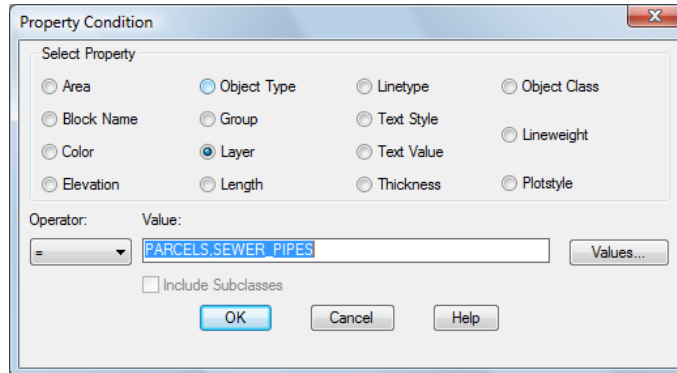 Property Condition
Select Property
Area Object Type Linetype Object Class
Block Name Group Text Style
Lineweight
Color Layer Text Value
Elevation Length Thickness Plotstyle
Operator: Value:
= PARCELS,SEWER_PIPES Values...
Include Subclasses
OK Cancel Help